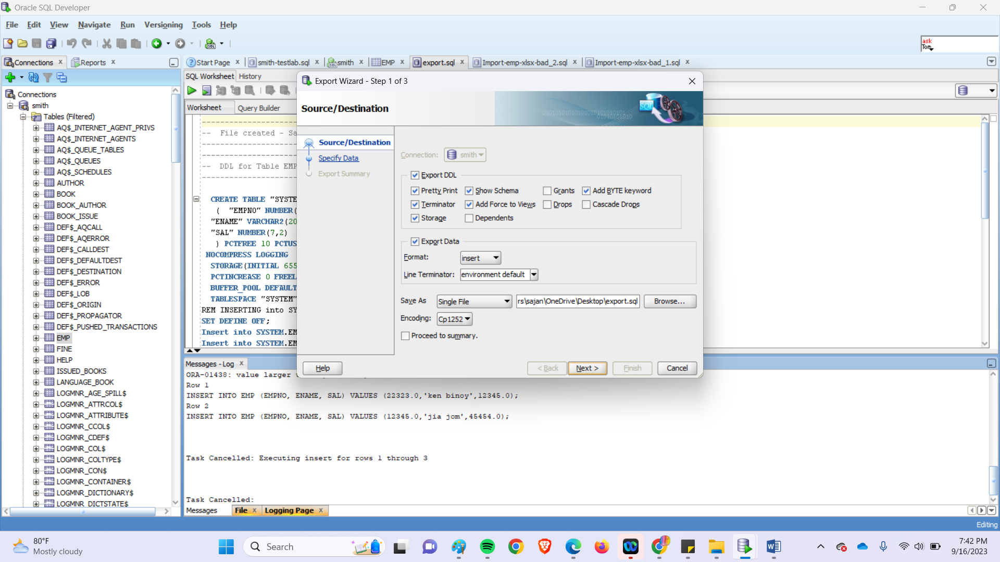 Oracle SQL Developer
File Edit View Navigate Run Versioning Tools Help
ask
Tom
Connections
Reports
Start Page
smith-testlab.sql
smith
EMP
export.sql
Import-emp-xlsx-bad_2.sql
Import-emp-xlsx-bad_1.sql
Connections
smith
Tables (Filtered)
AQ$_INTERNET_AGENT_PRIVS
AQ$_INTERNET_AGENTS
AQ$_QUEUE_TABLES
AQ$_QUEUES
AQ$_SCHEDULES
AUTHOR
BOOK
BOOK_AUTHOR
BOOK_ISSUE
DEF$_AQCALL
DEF$_AQERROR
DEF$_CALLDEST
DEF$_DEFAULTDEST
DEF$_DESTINATION
DEF$_ERROR
DEF$_LOB
DEF$_ORIGIN
DEF$_PROPAGATOR
DEF$_PUSHED_TRANSACTIONS
EMP
FINE
HELP
ISSUED_BOOKS
LANGUAGE_BOOK
LOGMNR_AGE_SPILL$
LOGMNR_ATTRCOL$
LOGMNR_ATTRIBUTE$
LOGMNR_CCOL$
LOGMNR_CDEF$
LOGMNR_COL$
LOGMNR_COLTYPE$
LOGMNR_CON$
LOGMNR_CONTAINER$
LOGMNR_DICTIONARY$
LOGMNR_DICTSTATE$
SQL Worksheet History
Worksheet Query Builder
-- File created - Sa
-- DDL for Table EMP
CREATE TABLE "SYSTE
( "EMPNO" NUMBER(
"ENAME" VARCHAR2(20
"SAL" NUMBER(7,2)
) PCTFREE 10 PCTUS
NOCOMPRESS LOGGING
STORAGE(INITIAL 655
PCTINCREASE 0 FREEL
BUFFER_POOL DEFAULT
TABLESPACE "SYSTEM"
REM INSERTING into SY
SET DEFINE OFF;
Insert into SYSTEM.EM
Insert into SYSTEM.EM
Export Wizard - Step 1 of 3
Source/Destination
SQL
Source/Destination
Specify Data
Export Summary
Connection: smith
Export DDL
Pretty Print Show Schema Grants Add BYTE keyword
Terminator Add Force to Views Drops Cascade Drops
Storage Dependents
Export Data
Format: insert
Line Terminator: environment default
Save As Single File rs\sajan\OneDrive\Desktop\export.sql Browse...
Encoding: Cp1252
Proceed to summary.
Help < Back Next > Finish Cancel
Messages - Log
ORA-01438: value larger
Row 1
INSERT INTO EMP (EMPNO, ENAME, SAL) VALUES (22323.0,'ken binoy',12345.0);
Row 2
INSERT INTO EMP (EMPNO, ENAME, SAL) VALUES (12345.0,'jia jom',45454.0);
Task Cancelled: Executing insert for rows 1 through 3
Task Cancelled:
Messages File Logging Page
Editing
80°F
Mostly cloudy
Search
7:42 PM
9/16/2023